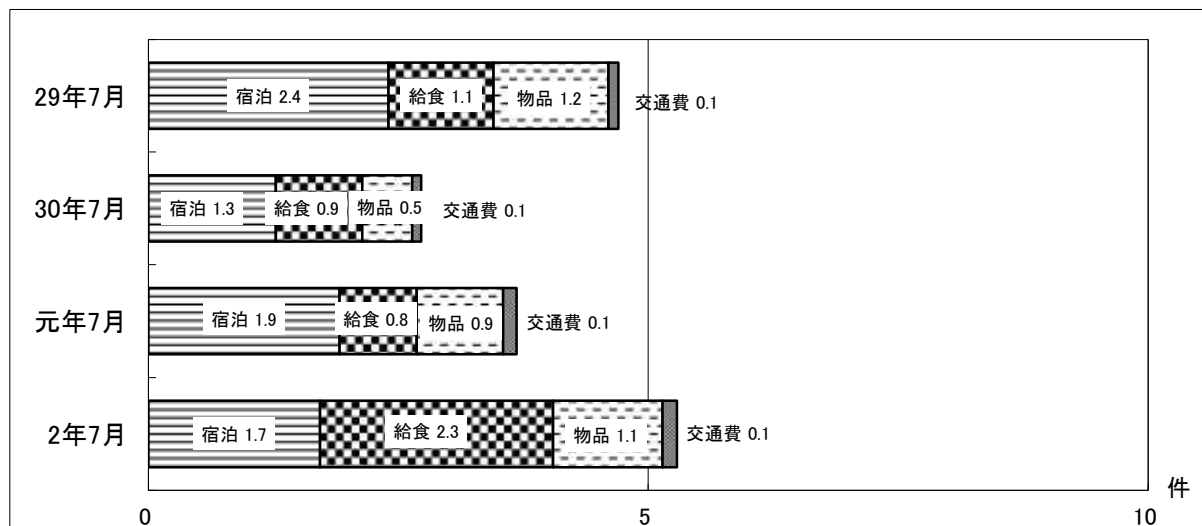 29年7月
宿泊 2.4
給食 1.1
物品 1.2
交通費 0.1
30年7月
宿泊 1.3
給食 0.9
物品 0.5
交通費 0.1
元年7月
宿泊 1.9
給食 0.8
物品 0.9
交通費 0.1
2年7月
宿泊 1.7
給食 2.3
物品 1.1
交通費 0.1
件
0 5 10